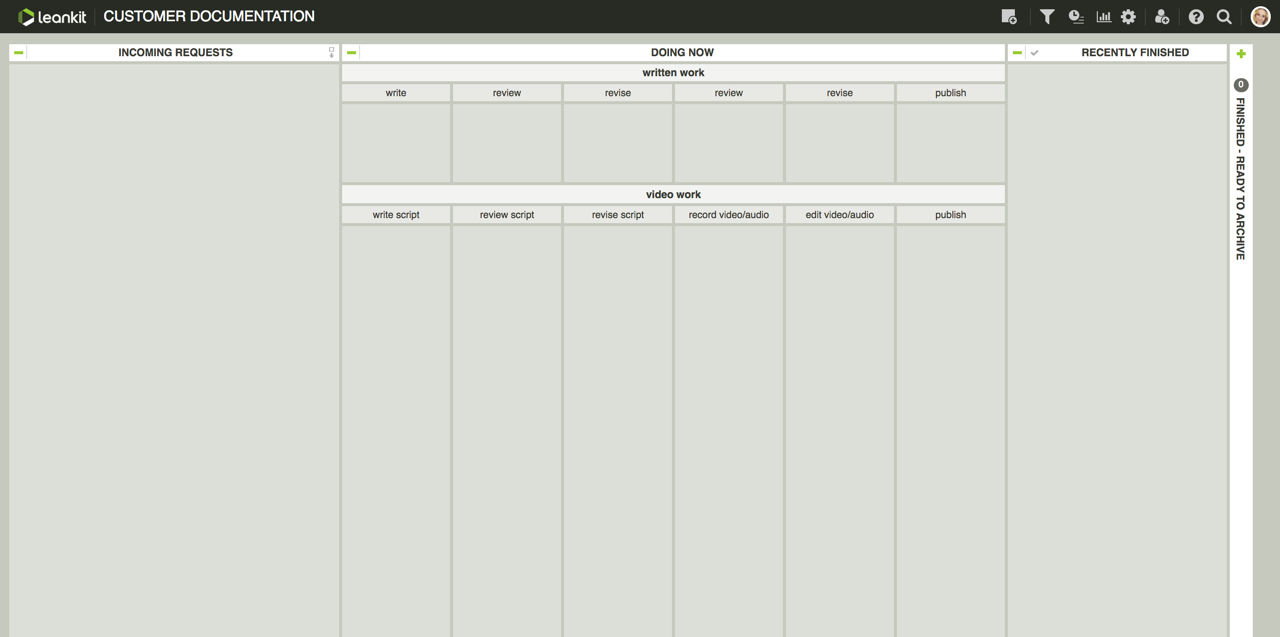 leankit CUSTOMER DOCUMENTATION
INCOMING REQUESTS
DOING NOW
written work
write review revise review revise publish
video work
write script review script revise script record video/audio edit video/audio publish
RECENTLY FINISHED
0
FINISHED - READY TO ARCHIVE